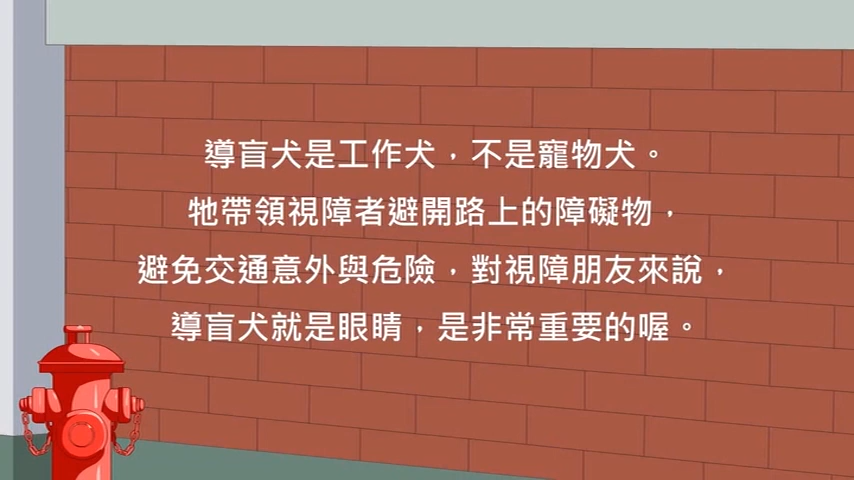 導盲犬是工作犬，不是寵物犬。
牠帶領視障者避開路上的障礙物，
避免交通意外與危險，對視障朋友來說，
導盲犬就是眼睛，是非常重要的喔。